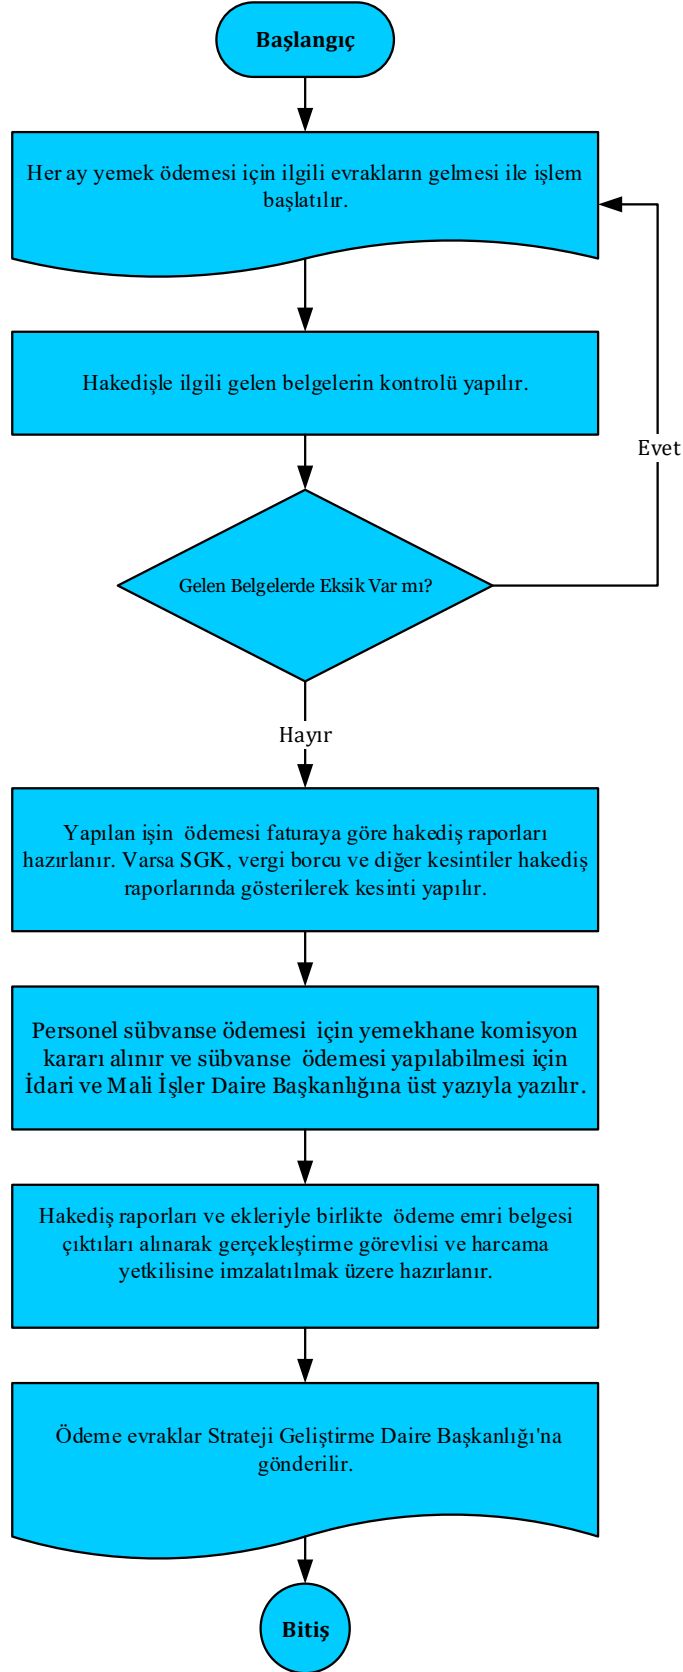 Başlangıç
Her ay yemek ödemesi için ilgili evrakların gelmesi ile işlem
başlatılır.
Hakedişle ilgili gelen belgelerin kontrolü yapılır.
Evet
Gelen Belgelerde Eksik Var mı?
Hayır
Yapılan işin ödemesi faturaya göre hakediş raporları
hazırlanır. Varsa SGK, vergi borcu ve diğer kesintiler hakediş
raporlarında gösterilerek kesinti yapılır.
Personel sübvanse ödemesi için yemekhane komisyon
kararı alınır ve sübvanse ödemesi yapılabilmesi için
İdari ve Mali İşler Daire Başkanlığına üst yazıyla yazılır.
Hakediş raporları ve ekleriyle birlikte ödeme emri belgesi
çıktıları alınarak gerçekleştirme görevlisi ve harcama
yetkilisine imzalatılmak üzere hazırlanır.
Ödeme evraklar Strateji Geliştirme Daire Başkanlığı'na
gönderilir.
Bitiş